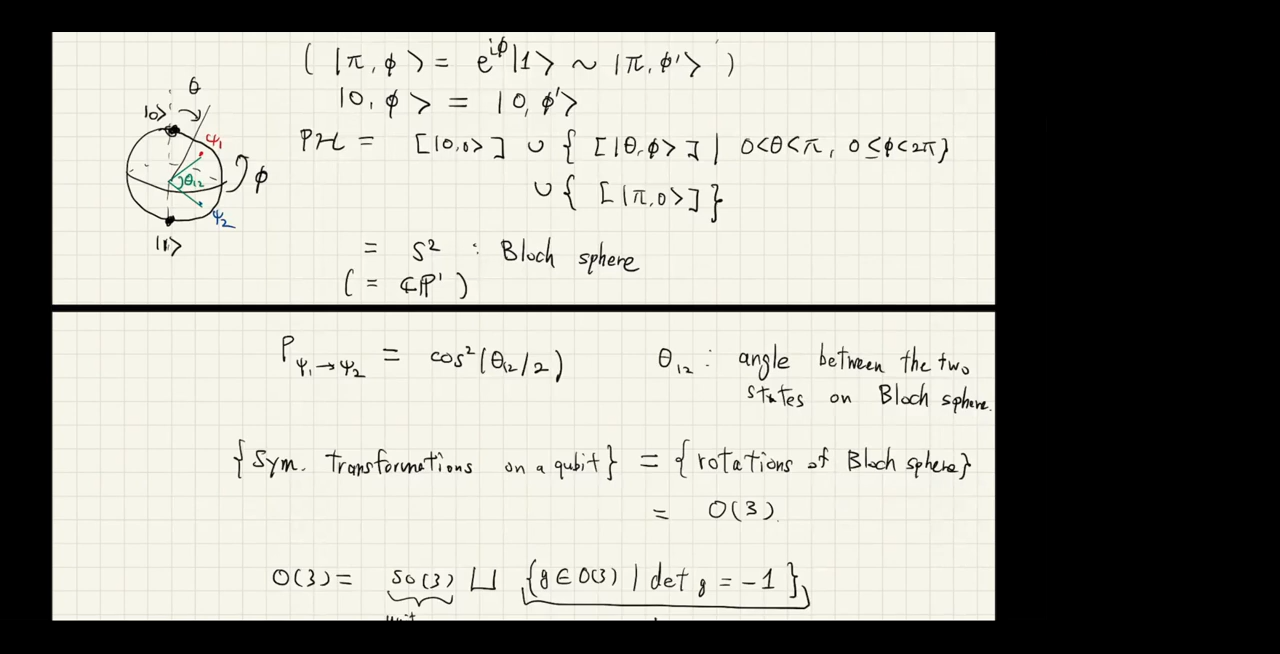 ( |π, φ > = e^{iφ}|1> ~ |π, φ'> )
|0, φ > = |0, φ'>
PH = [|0,0>] ∪ { [|θ,φ>] | 0<θ<π, 0≤φ<2π}
∪ { [|π,0>] }
= S² : Bloch sphere
( = ℂP¹ )
θ
|0>
ψ₁
θ₁₂
φ
ψ₂
|1>
P_{ψ₁→ψ₂} = cos²(θ₁₂/2) θ₁₂ : angle between the two
states on Bloch sphere.
{Sym. transformations on a qubit} = {rotations of Bloch sphere}
= O(3).
O(3) = SO(3) ⊔ {g ∈ O(3) | det g = -1}